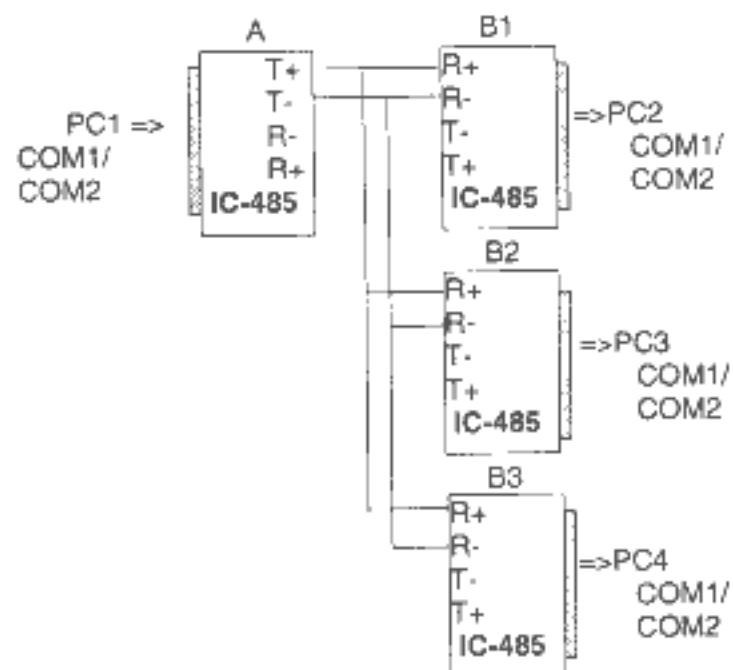 A
T+
T-
R-
R+
IC-485
PC1 =>
COM1/
COM2
B1
R+
R-
T-
T+
IC-485
=>PC2
COM1/
COM2
B2
R+
R-
T-
T+
IC-485
=>PC3
COM1/
COM2
B3
R+
R-
T-
T+
IC-485
=>PC4
COM1/
COM2